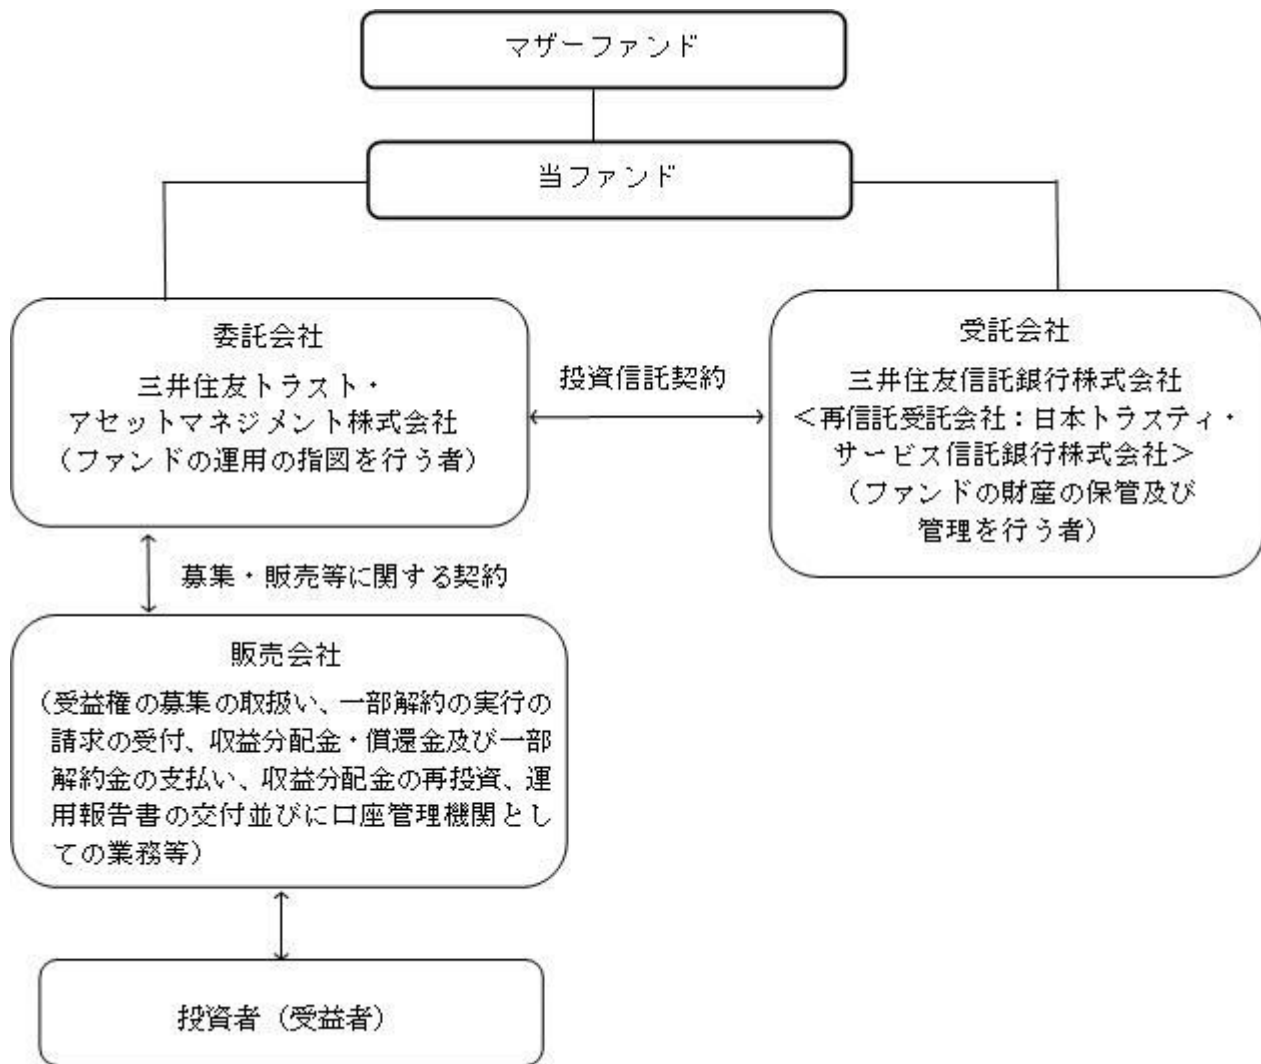 マザーファンド
当ファンド
委託会社
三井住友トラスト・
アセットマネジメント株式会社
（ファンドの運用の指図を行う者）
投資信託契約
受託会社
三井住友信託銀行株式会社
＜再信託受託会社：日本トラスティ・
サービス信託銀行株式会社＞
（ファンドの財産の保管及び
管理を行う者）
募集・販売等に関する契約
販売会社
（受益権の募集の取扱い、一部解約の実行の
請求の受付、収益分配金・償還金及び一部
解約金の支払い、収益分配金の再投資、運
用報告書の交付並びに口座管理機関とし
ての業務等）
投資者（受益者）